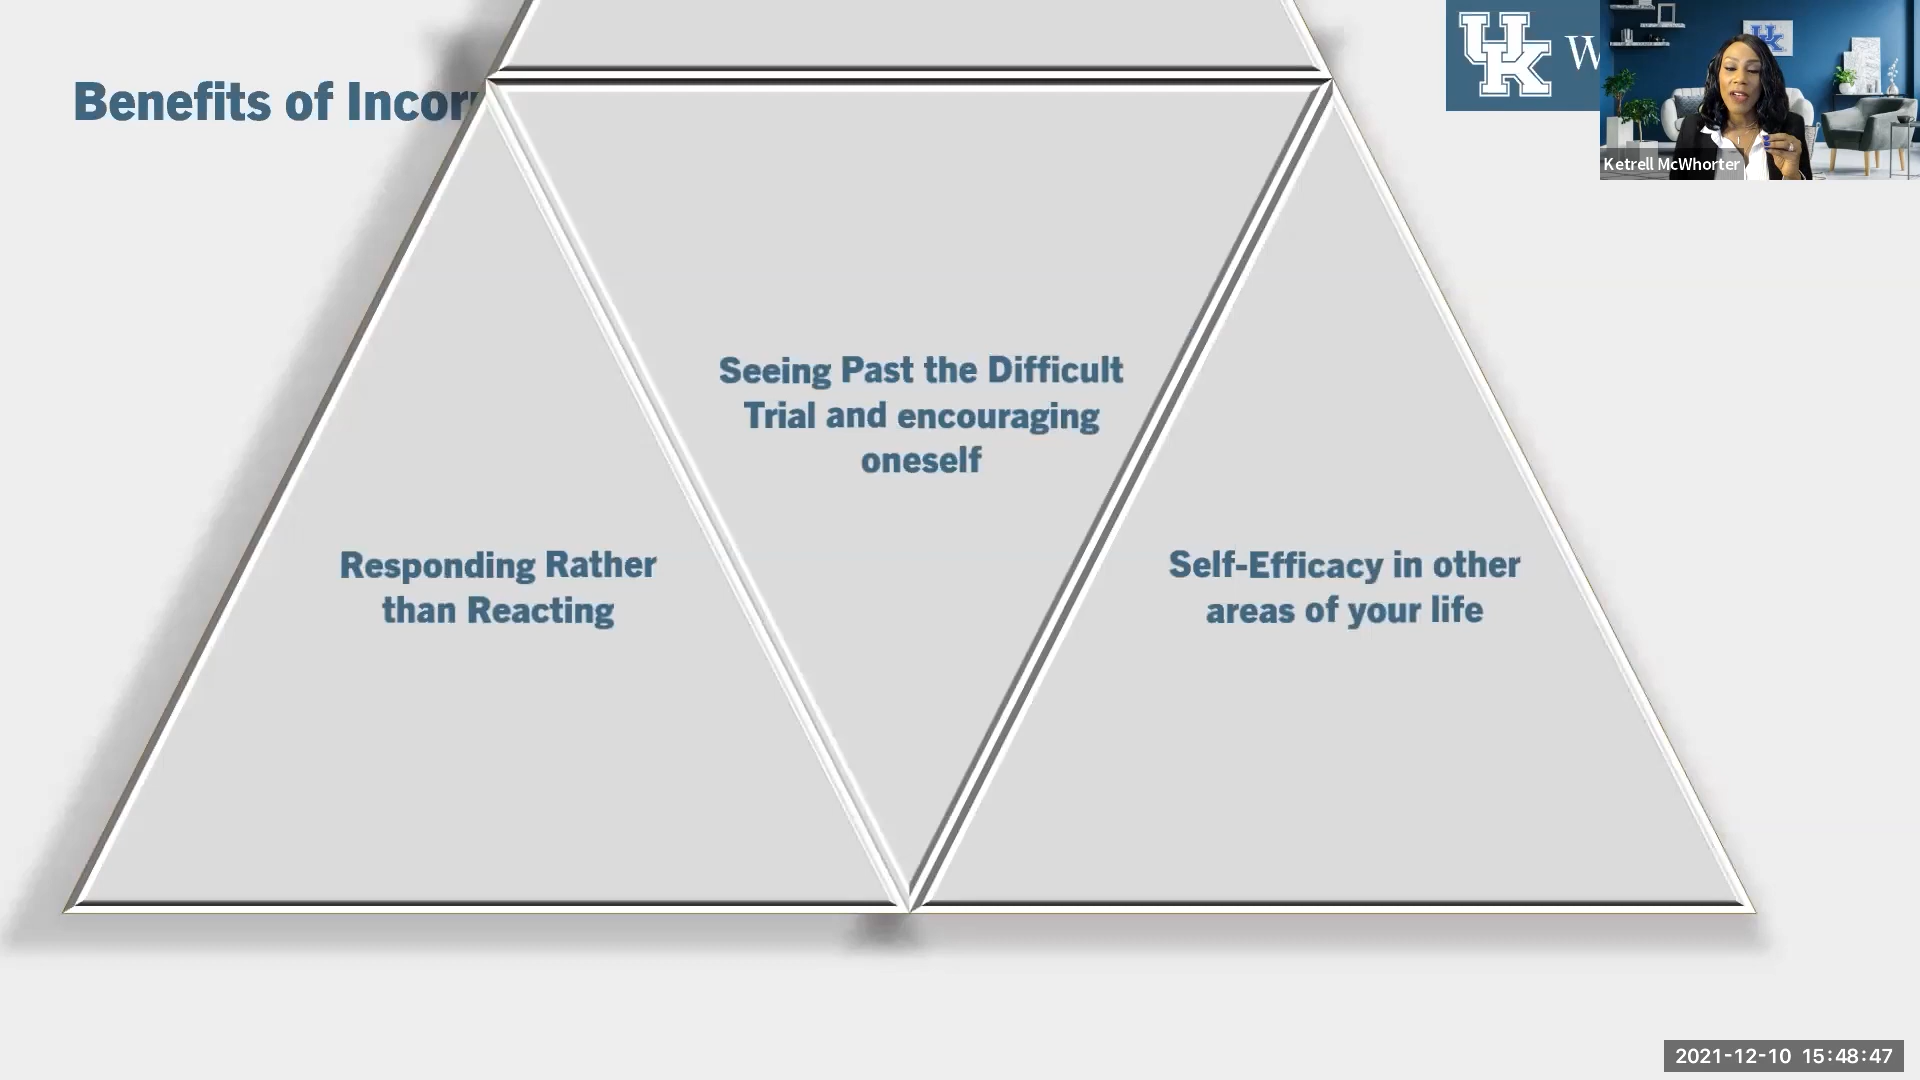 Benefits of Incor
UK W
Ketrell McWhorter
Seeing Past the Difficult
Trial and encouraging
oneself
Responding Rather
than Reacting
Self-Efficacy in other
areas of your life
2021-12-10 15:48:47